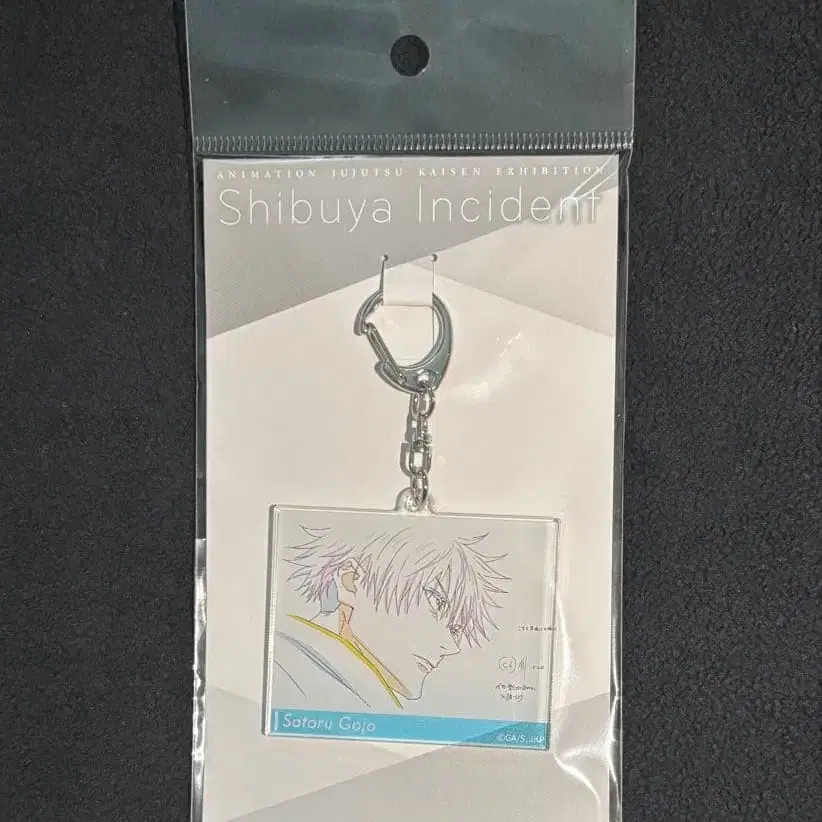 ANIMATION JUJUTSU KAISEN EXHIBITION
Shibuya Incident
Satoru Gojo
©GA/S, JKP